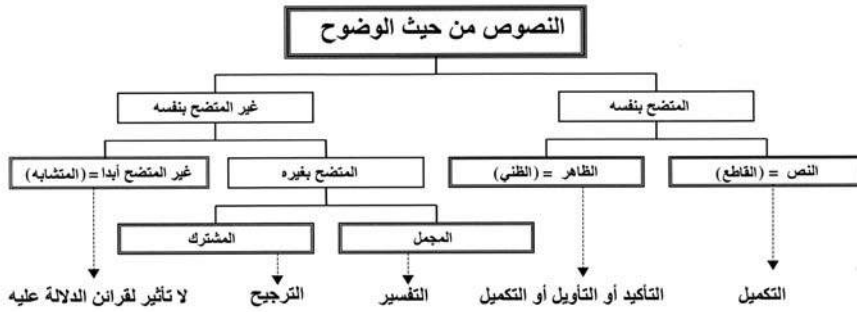 النصوص من حيث الوضوح
المتضح بنفسه
غير المتضح بنفسه
النص = (القاطع)
الظاهر = (الظني)
المتضح بغيره
غير المتضح أبدا = (المتشابه)
المجمل
المشترك
التكميل
التأكيد أو التأويل أو التكميل
التفسير
الترجيح
لا تأثير لقرائن الدلالة عليه